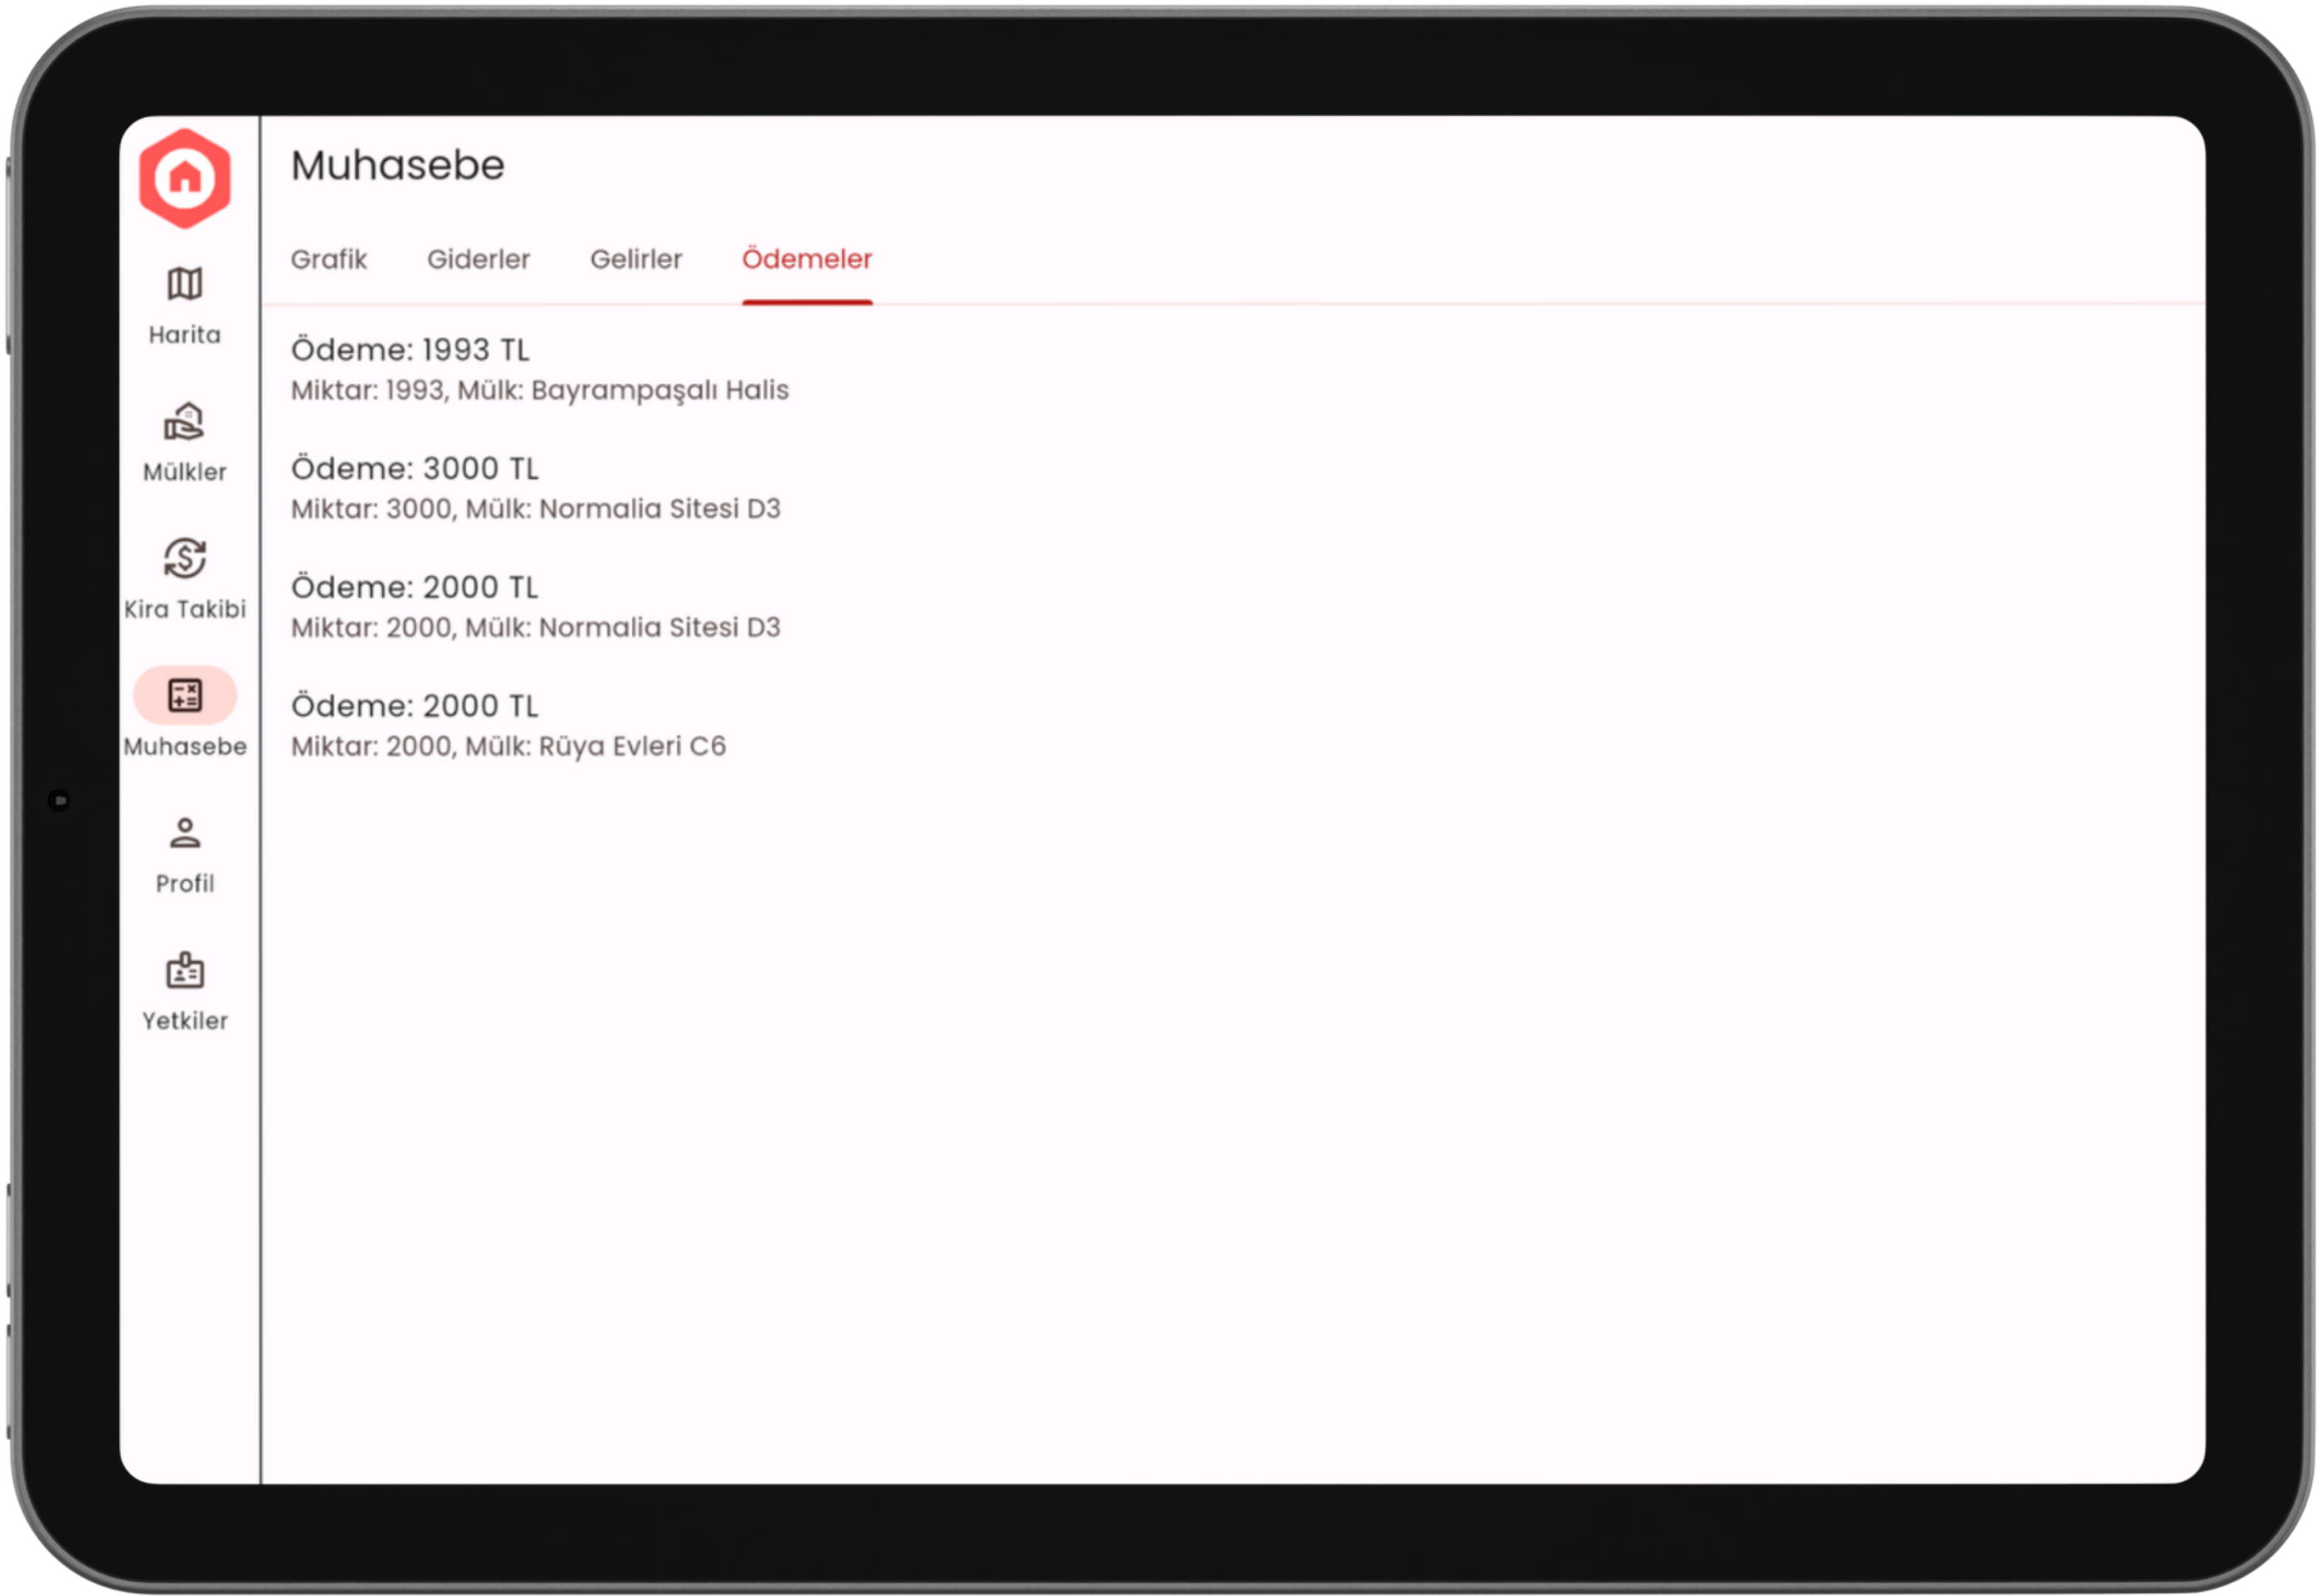 Muhasebe
Grafik Giderler Gelirler Ödemeler
Harita
Mülkler
Kira Takibi
Muhasebe
Profil
Yetkiler
Ödeme: 1993 TL
Miktar: 1993, Mülk: Bayrampaşalı Halis
Ödeme: 3000 TL
Miktar: 3000, Mülk: Normalia Sitesi D3
Ödeme: 2000 TL
Miktar: 2000, Mülk: Normalia Sitesi D3
Ödeme: 2000 TL
Miktar: 2000, Mülk: Rüya Evleri C6